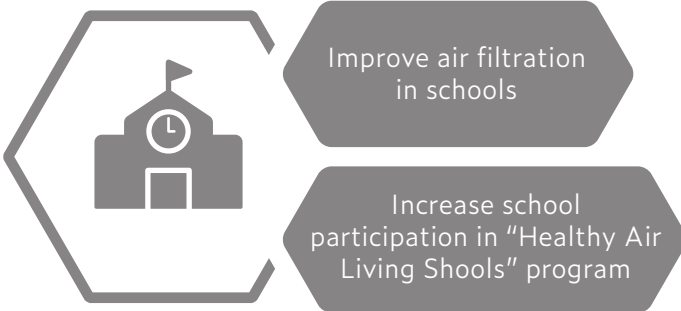 Improve air filtration
in schools
Increase school
participation in “Healthy Air
Living Shools” program